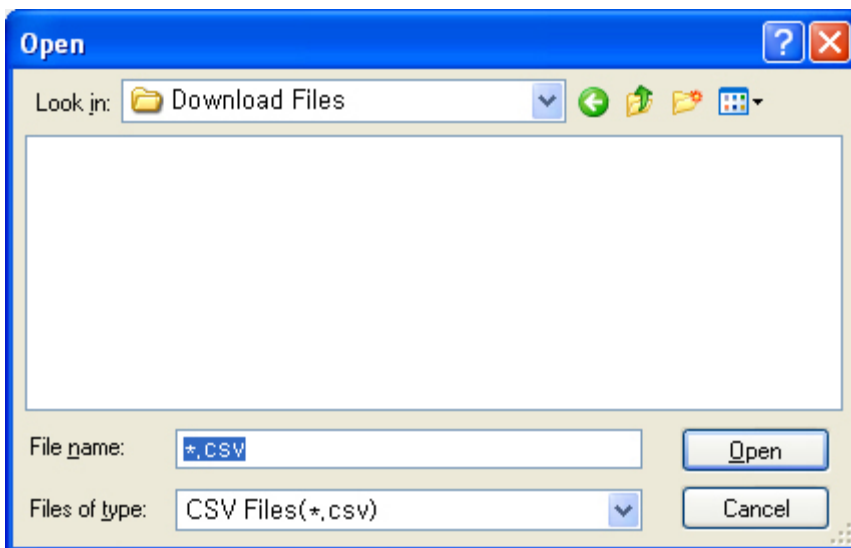 Open
Look in: Download Files
File name: *.csv Open
Files of type: CSV Files(*.csv) Cancel